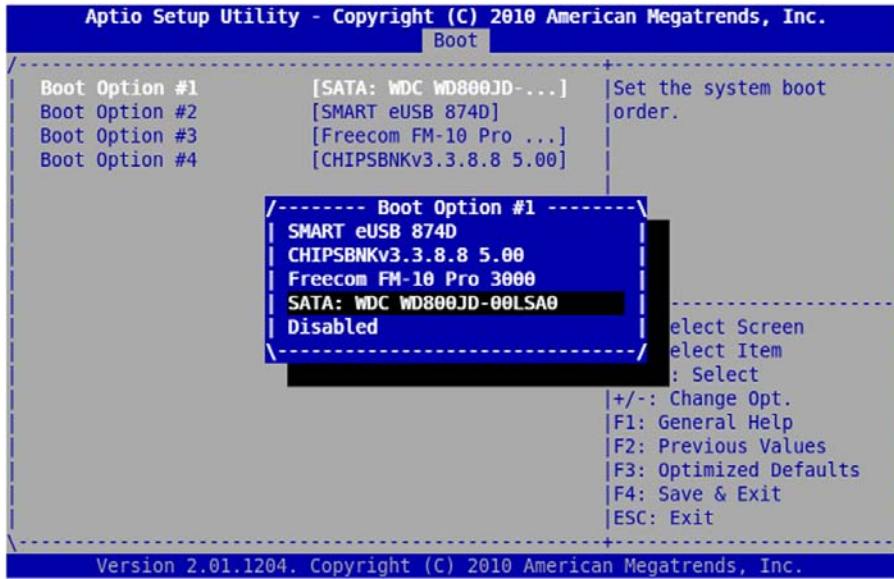 Aptio Setup Utility - Copyright (C) 2010 American Megatrends, Inc.
Boot
Boot Option #1 [SATA: WDC WD800JD-...]
Boot Option #2 [SMART eUSB 874D]
Boot Option #3 [Freecom FM-10 Pro ...]
Boot Option #4 [CHIPSBNKv3.3.8.8 5.00]
Set the system boot
order.
Boot Option #1
SMART eUSB 874D
CHIPSBNKv3.3.8.8 5.00
Freecom FM-10 Pro 3000
SATA: WDC WD800JD-00LSA0
Disabled
elect Screen
elect Item
: Select
+/-: Change Opt.
F1: General Help
F2: Previous Values
F3: Optimized Defaults
F4: Save & Exit
ESC: Exit
Version 2.01.1204. Copyright (C) 2010 American Megatrends, Inc.